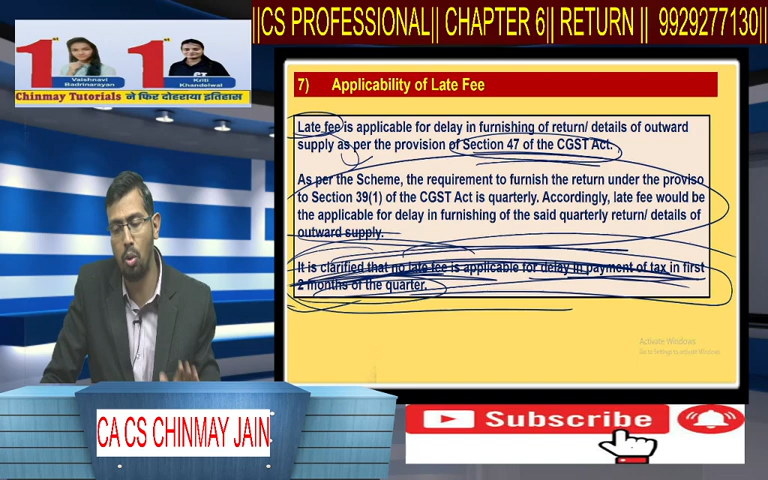 ||CS PROFESSIONAL|| CHAPTER 6|| RETURN || 9929277130||
1st
1st
Vaishnavi
Badrinarayan
Kriti
Khandelwal
Chinmay Tutorials ने फिर दोहराया इतिहास
7) Applicability of Late Fee
Late fee is applicable for delay in furnishing of return/ details of outward
supply as per the provision of Section 47 of the CGST Act.
As per the Scheme, the requirement to furnish the return under the proviso
to Section 39(1) of the CGST Act is quarterly. Accordingly, late fee would be
the applicable for delay in furnishing of the said quarterly return/ details of
outward supply.
It is clarified that no late fee is applicable for delay in payment of tax in first
2 months of the quarter.
Activate Windows
Go to Settings to activate Windows
CA CS CHINMAY JAIN
Subscribe